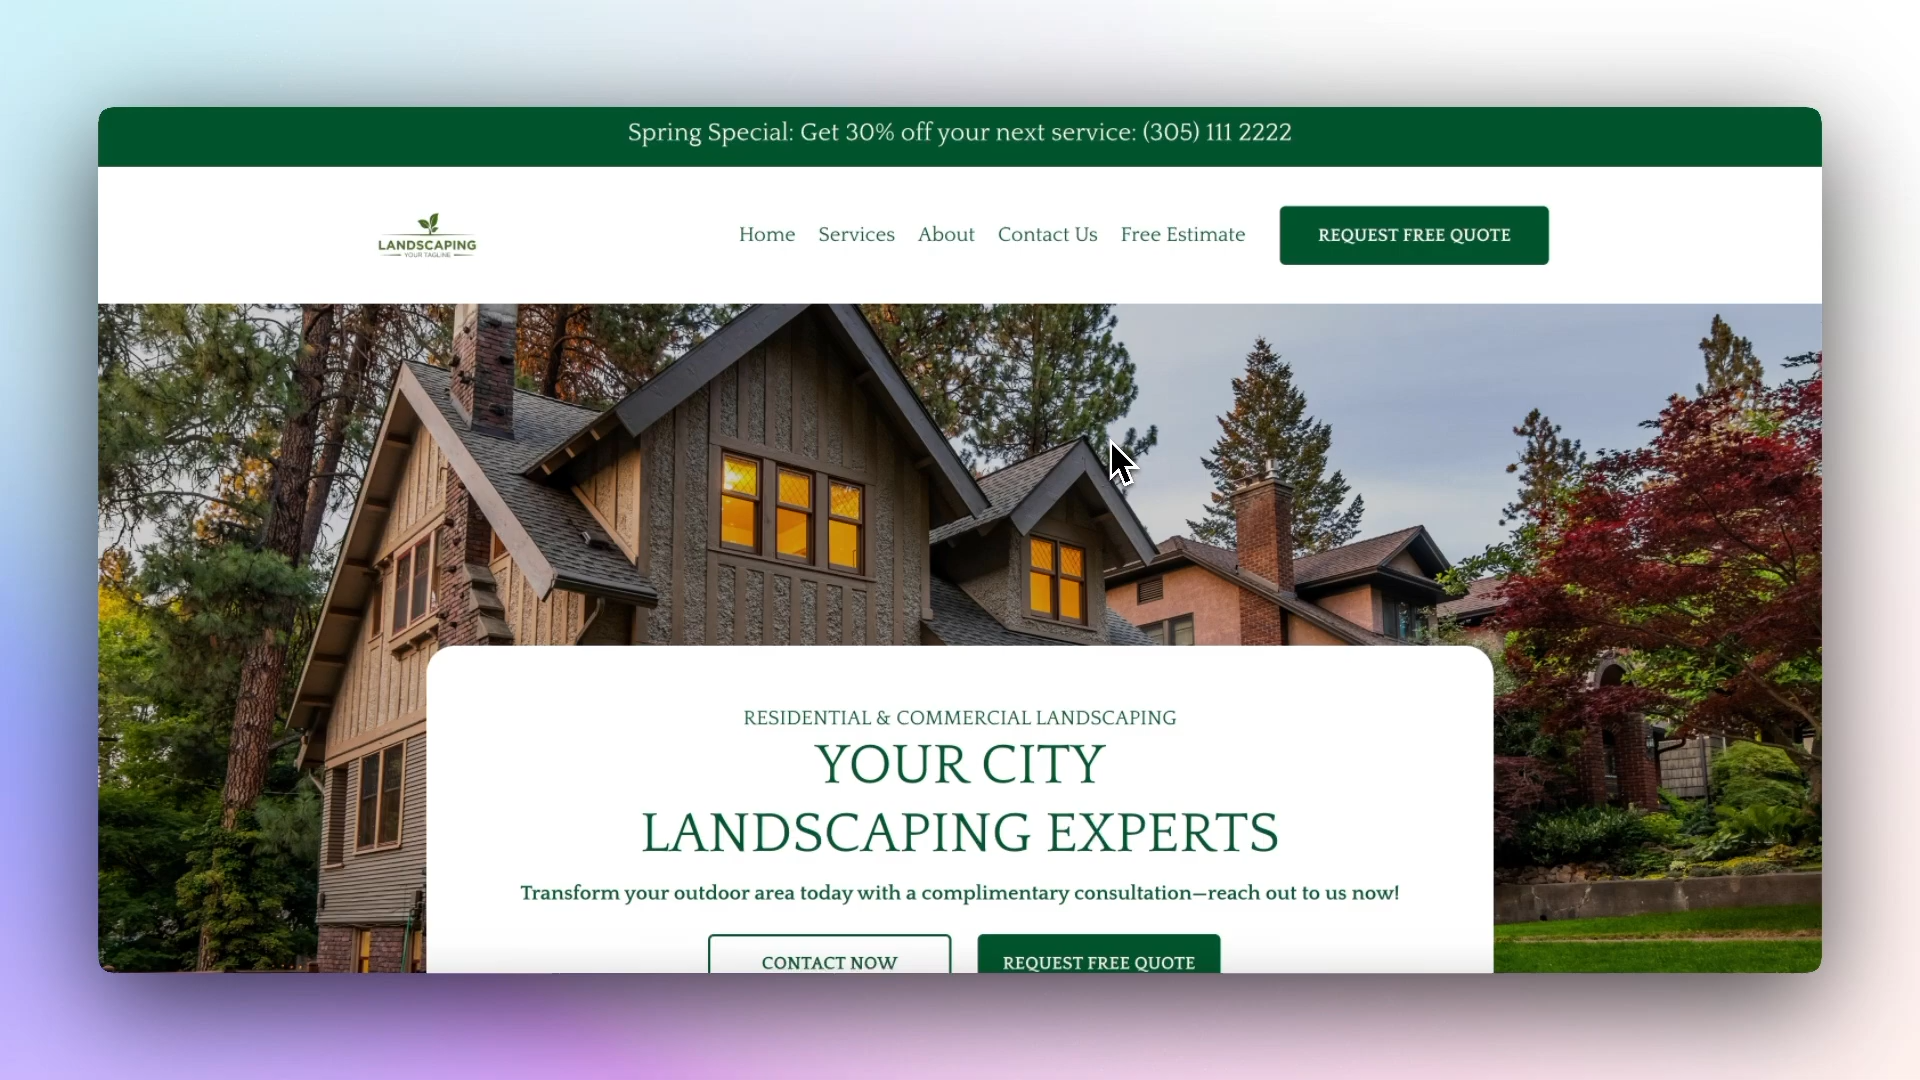 Spring Special: Get 30% off your next service: (305) 111 2222
LANDSCAPING
YOUR TAGLINE
Home Services About Contact Us Free Estimate REQUEST FREE QUOTE
RESIDENTIAL & COMMERCIAL LANDSCAPING
YOUR CITY
LANDSCAPING EXPERTS
Transform your outdoor area today with a complimentary consultation—reach out to us now!
CONTACT NOW REQUEST FREE QUOTE